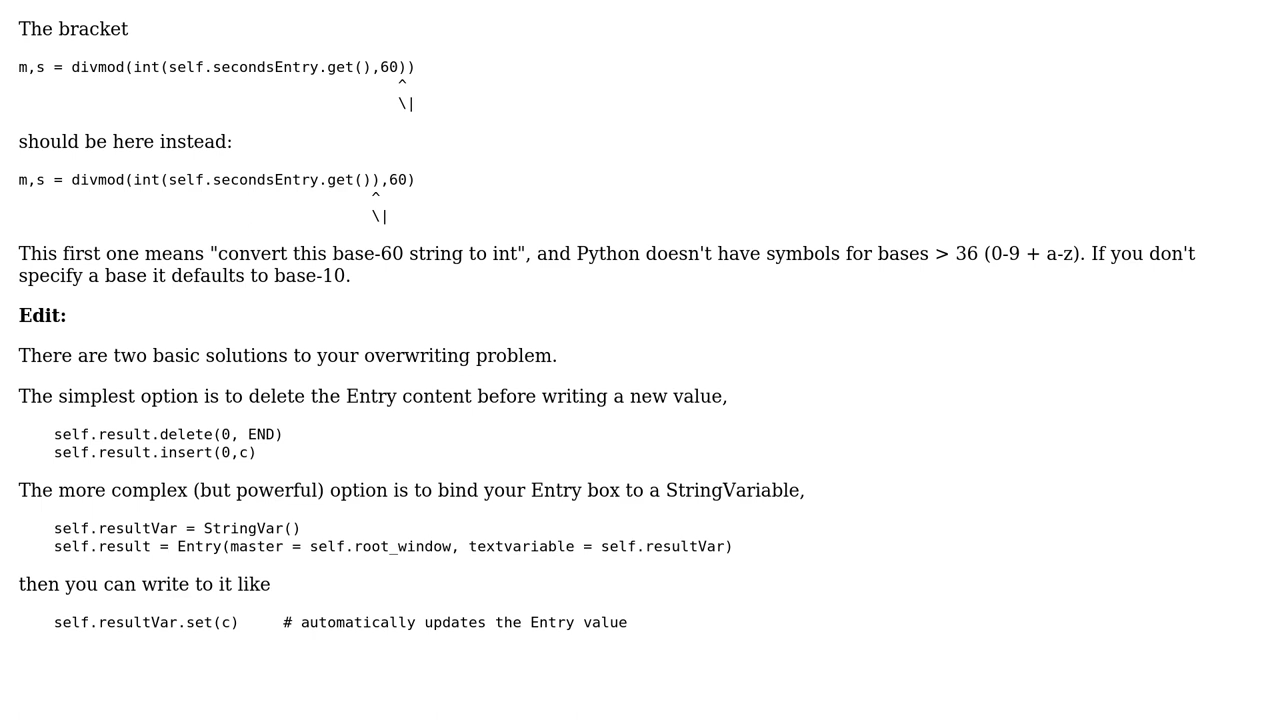 The bracket
m,s = divmod(int(self.secondsEntry.get(),60))
                                           ^
                                           \|
should be here instead:
m,s = divmod(int(self.secondsEntry.get()),60)
                                        ^
                                        \|
This first one means "convert this base-60 string to int", and Python doesn't have symbols for bases > 36 (0-9 + a-z). If you don't
specify a base it defaults to base-10.
Edit:
There are two basic solutions to your overwriting problem.
The simplest option is to delete the Entry content before writing a new value,
    self.result.delete(0, END)
    self.result.insert(0,c)
The more complex (but powerful) option is to bind your Entry box to a StringVariable,
    self.resultVar = StringVar()
    self.result = Entry(master = self.root_window, textvariable = self.resultVar)
then you can write to it like
    self.resultVar.set(c)     # automatically updates the Entry value